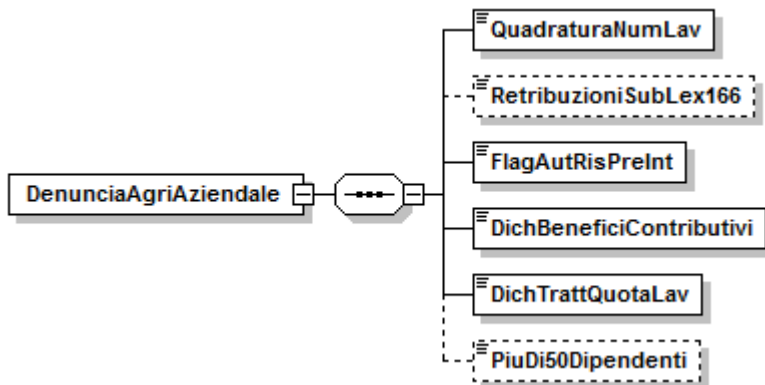 QuadraturaNumLav
RetribuzioniSubLex166
FlagAutRisPreInt
DenunciaAgriAziendale
DichBeneficiContributivi
DichTrattQuotaLav
PiuDi50Dipendenti